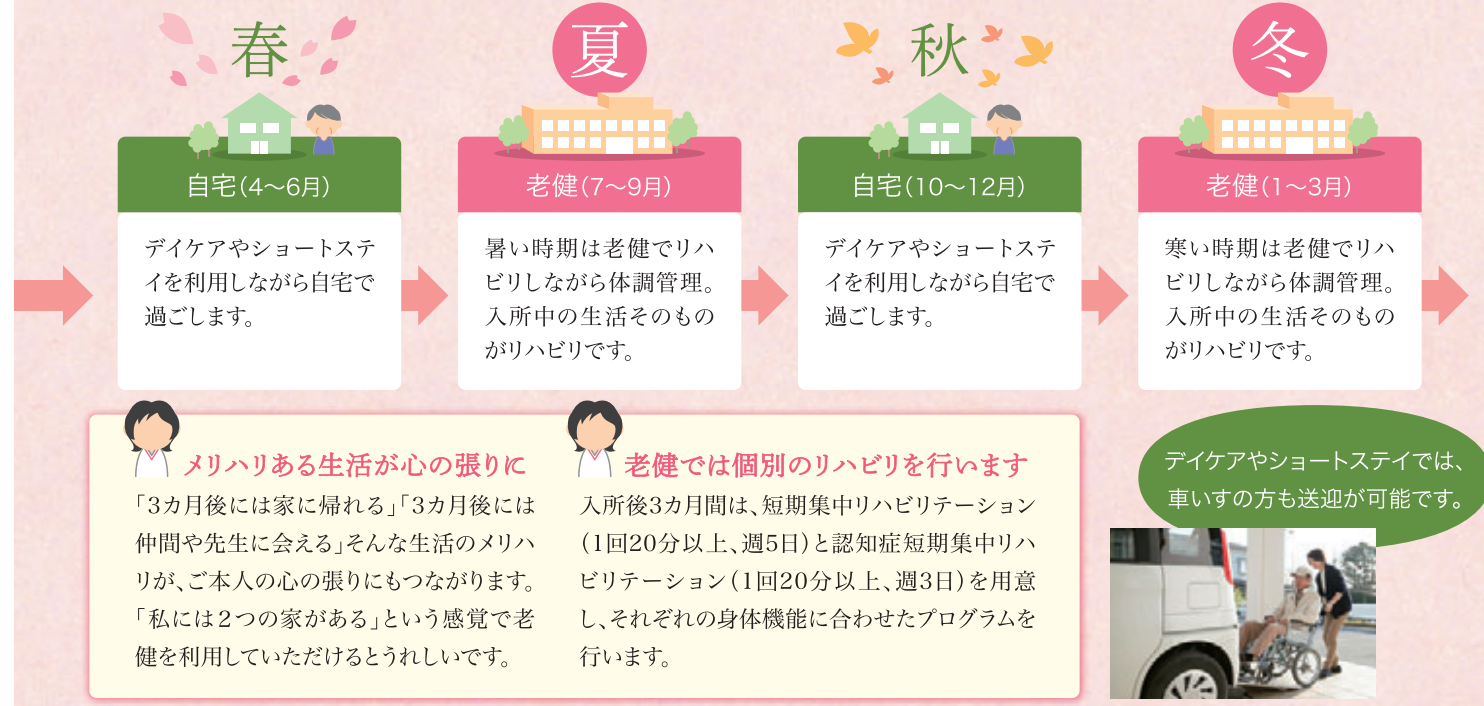 春
自宅（4〜6月）
デイケアやショートステ
イを利用しながら自宅で
過ごします。
夏
老健（7〜9月）
暑い時期は老健でリハ
ビリしながら体調管理。
入所中の生活そのもの
がリハビリです。
秋
自宅（10〜12月）
デイケアやショートステ
イを利用しながら自宅で
過ごします。
冬
老健（1〜3月）
寒い時期は老健でリハ
ビリしながら体調管理。
入所中の生活そのもの
がリハビリです。
メリハリある生活が心の張りに
「3カ月後には家に帰れる」「3カ月後には
仲間や先生に会える」そんな生活のメリハ
リが、ご本人の心の張りにもつながります。
「私には2つの家がある」という感覚で老
健を利用していただけるとうれしいです。
老健では個別のリハビリを行います
入所後3カ月間は、短期集中リハビリテーション
（1回20分以上、週5日）と認知症短期集中リハ
ビリテーション（1回20分以上、週3日）を用意
し、それぞれの身体機能に合わせたプログラムを
行います。
デイケアやショートステイでは、
車いすの方も送迎が可能です。